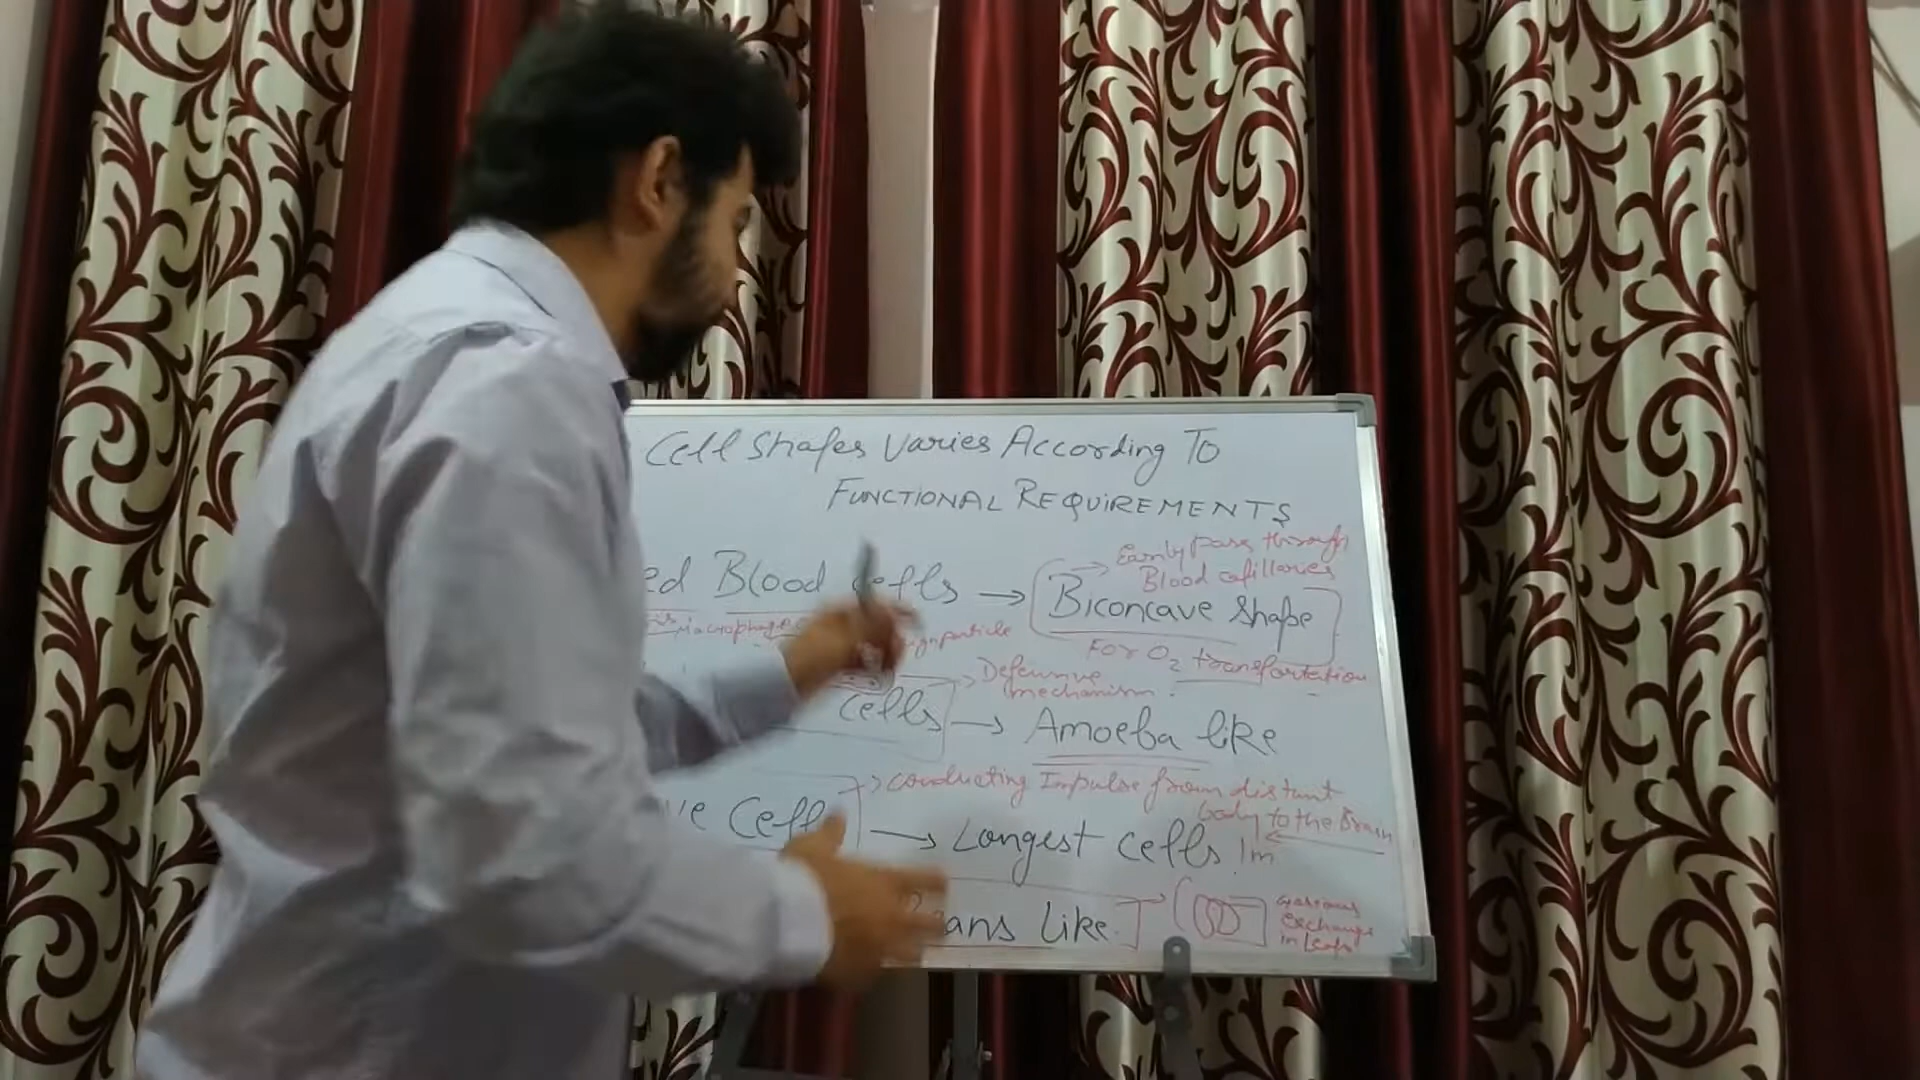 Cell Shapes Varies According To
FUNCTIONAL REQUIREMENTS
Easily pass through
Blood capillaries
Blood cells → Biconcave Shape
Macrophage particle
For O2 transportation
Defensive
mechanism.
cells → Amoeba like
conducting Impulse from distant
body to the Brain
Cell → Longest cells 1m
Beans like
gaseous
exchange
in leafs